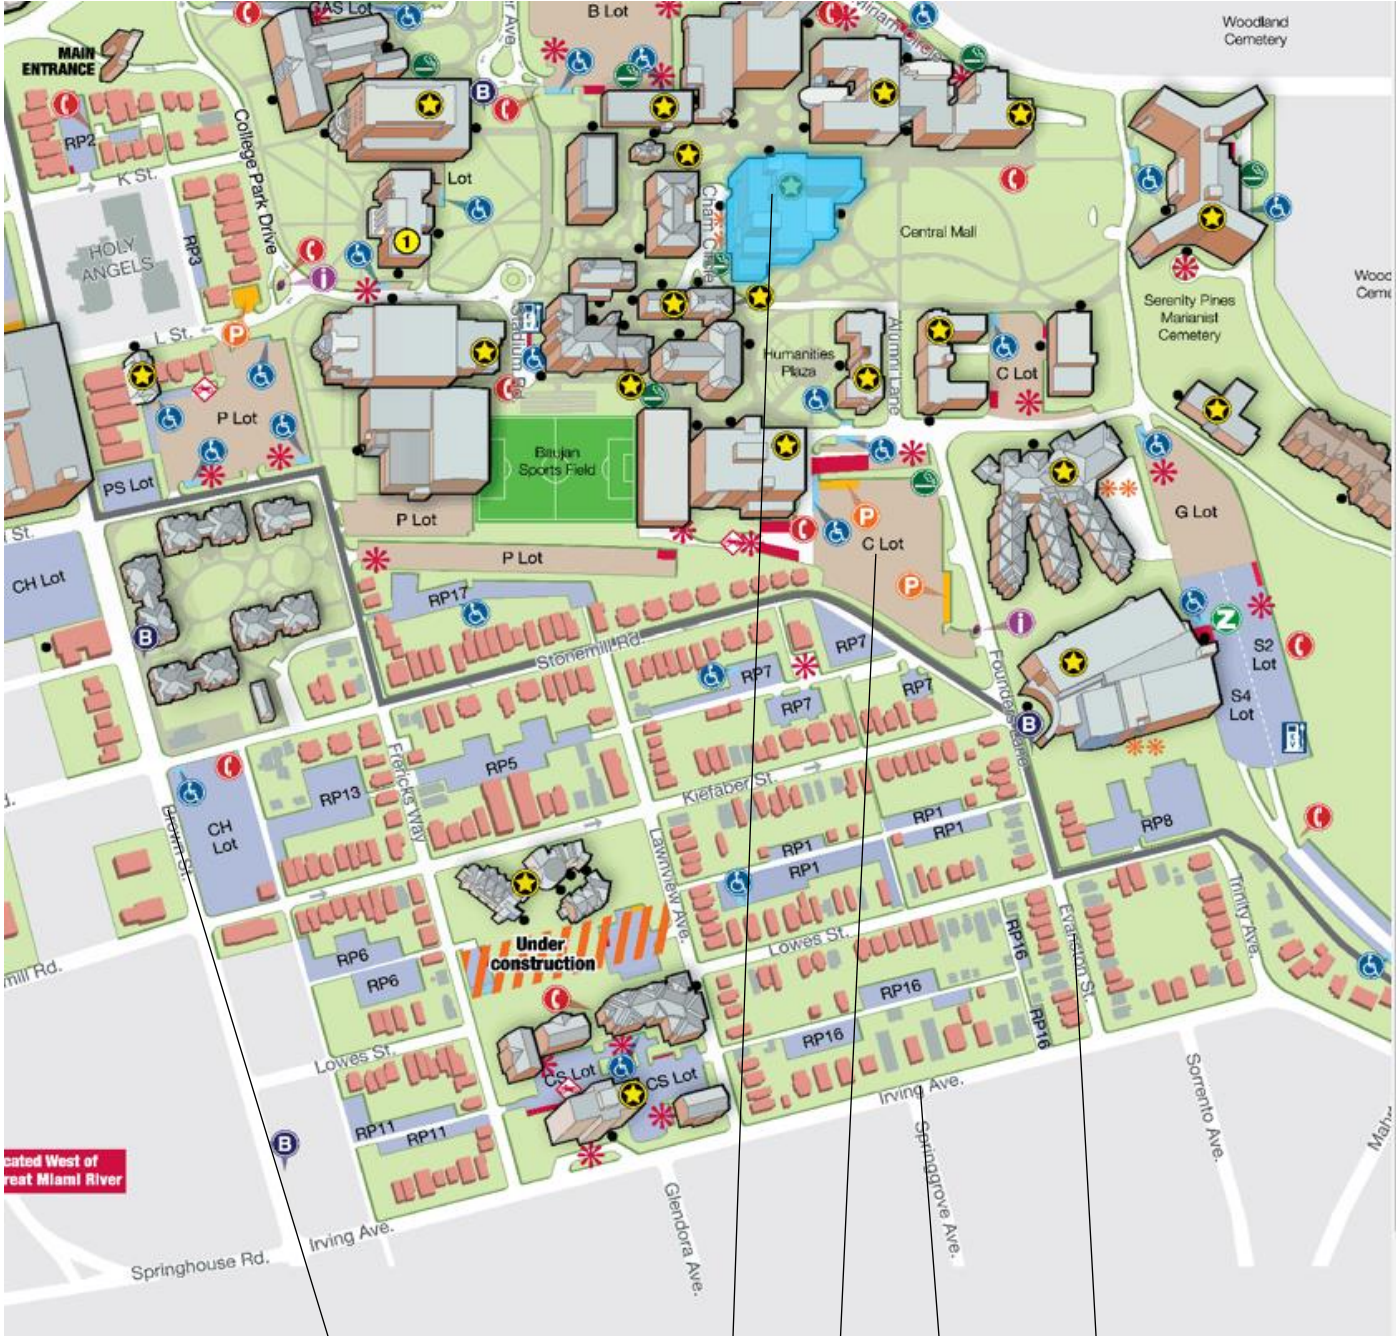 GAS Lot
B Lot
Woodland
Cemetery
MAIN
ENTRANCE
B
RP2
College Park Drive
K St.
Lot
RP3
HOLY
ANGELS
1
Central Mall
i
Serenity Pines
Marianist
Cemetery
P
L St.
Stadium Rd.
Humanities
Plaza
Alumni Lane
C Lot
P Lot
Baujan
Sports Field
PS Lot
G Lot
P Lot
P
St.
C Lot
P Lot
CH Lot
P
RP17
B
Z
i
S2
Lot
Stonemill Rd.
RP7
RP7
RP7
RP7
S4
Lot
Founders Lane
B
Fredericks Way
RP5
RP13
Kiefaber St.
CH
Lot
Brown St.
RP1
RP1
RP8
RP1
RP1
Lawnview Ave.
Trinity Ave.
Evanston St.
Under
construction
Lowes St.
RP6
RP6
RP16
mill Rd.
RP16
RP16
RP16
Lowes St.
CS Lot
CS Lot
Irving Ave.
Sorrento Ave.
RP11
RP11
B
Springgrove Ave.
cated West of
reat Miami River
Glendora Ave.
Irving Ave.
Springhouse Rd.